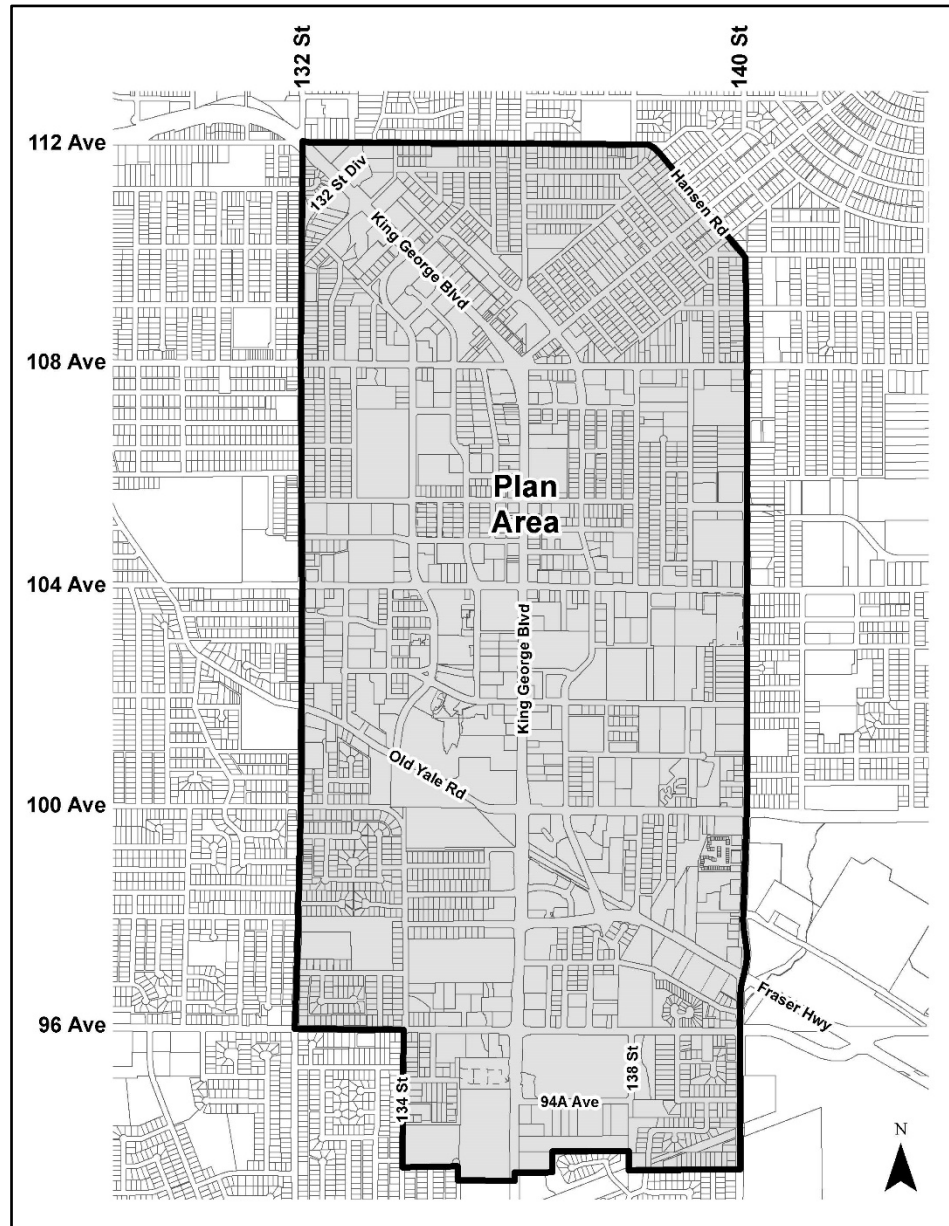 132 St
140 St
112 Ave
132 St Div
Hansen Rd
King George Blvd
108 Ave
Plan
Area
104 Ave
King George Blvd
Old Yale Rd
100 Ave
96 Ave
Fraser Hwy
134 St
138 St
94A Ave
N